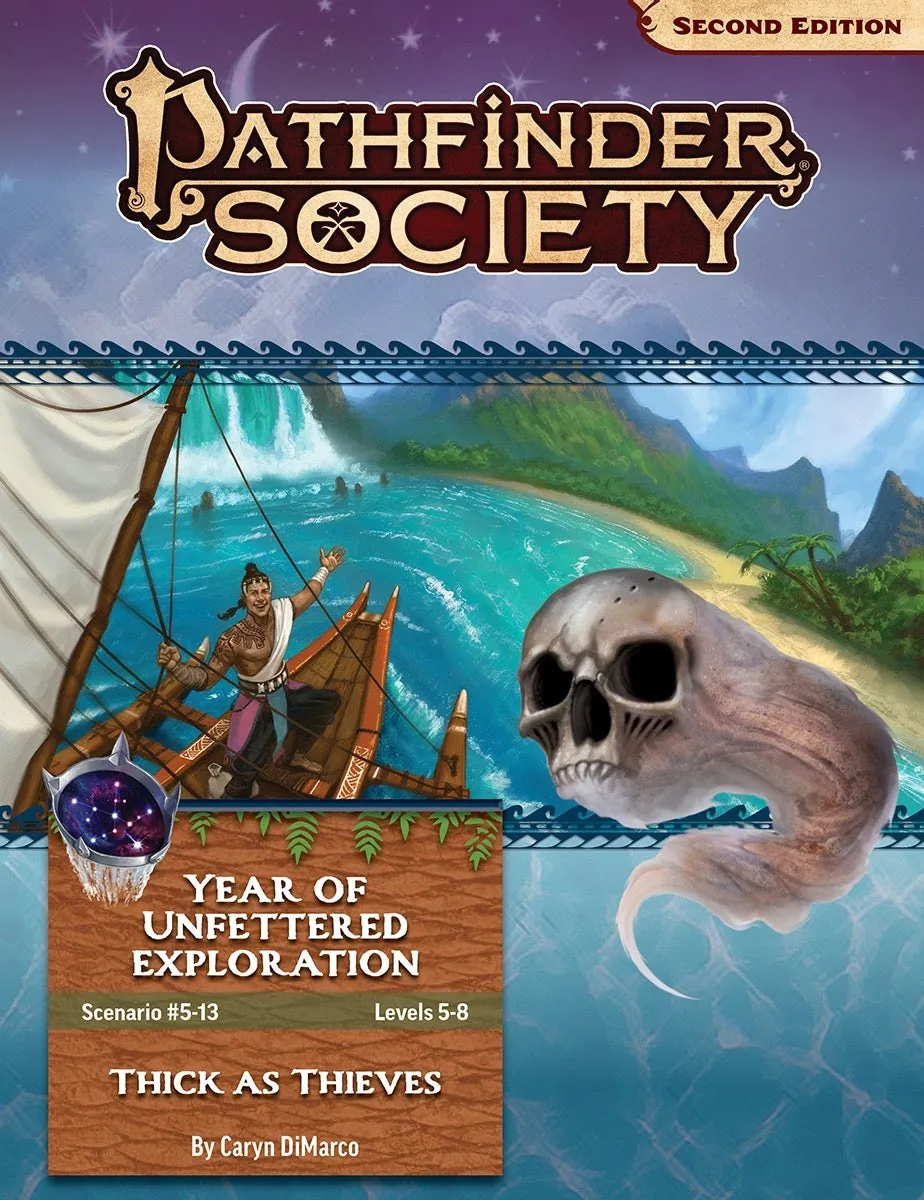 Second Edition
Pathfinder
Society
®
Year of
Unfettered
Exploration
Scenario #5-13 Levels 5-8
Thick as Thieves
By Caryn DiMarco